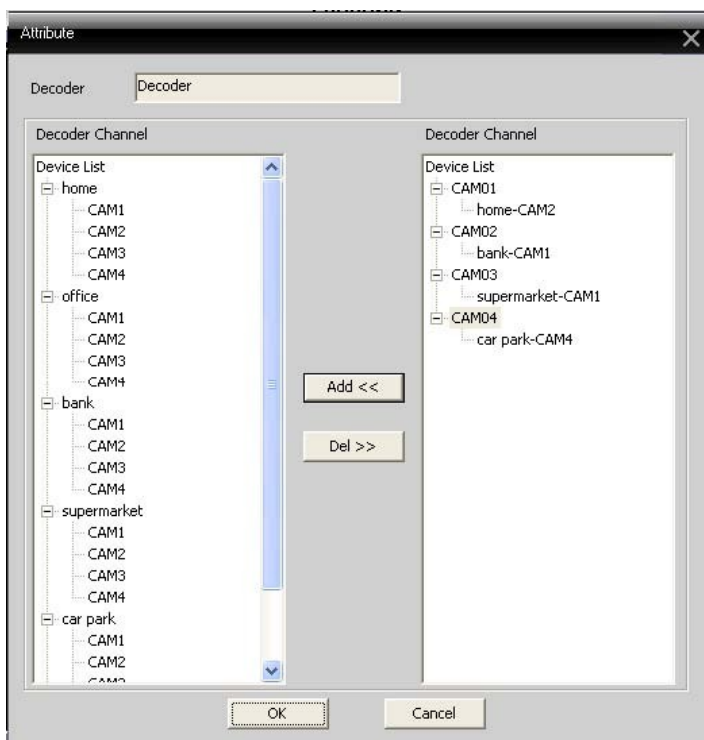 Attribute
Decoder
Decoder
Decoder Channel
Device List
home
CAM1
CAM2
CAM3
CAM4
office
CAM1
CAM2
CAM3
CAM4
bank
CAM1
CAM2
CAM3
CAM4
supermarket
CAM1
CAM2
CAM3
CAM4
car park
CAM1
CAM2
Add <<
Del >>
Decoder Channel
Device List
CAM01
home-CAM2
CAM02
bank-CAM1
CAM03
supermarket-CAM1
CAM04
car park-CAM4
OK
Cancel